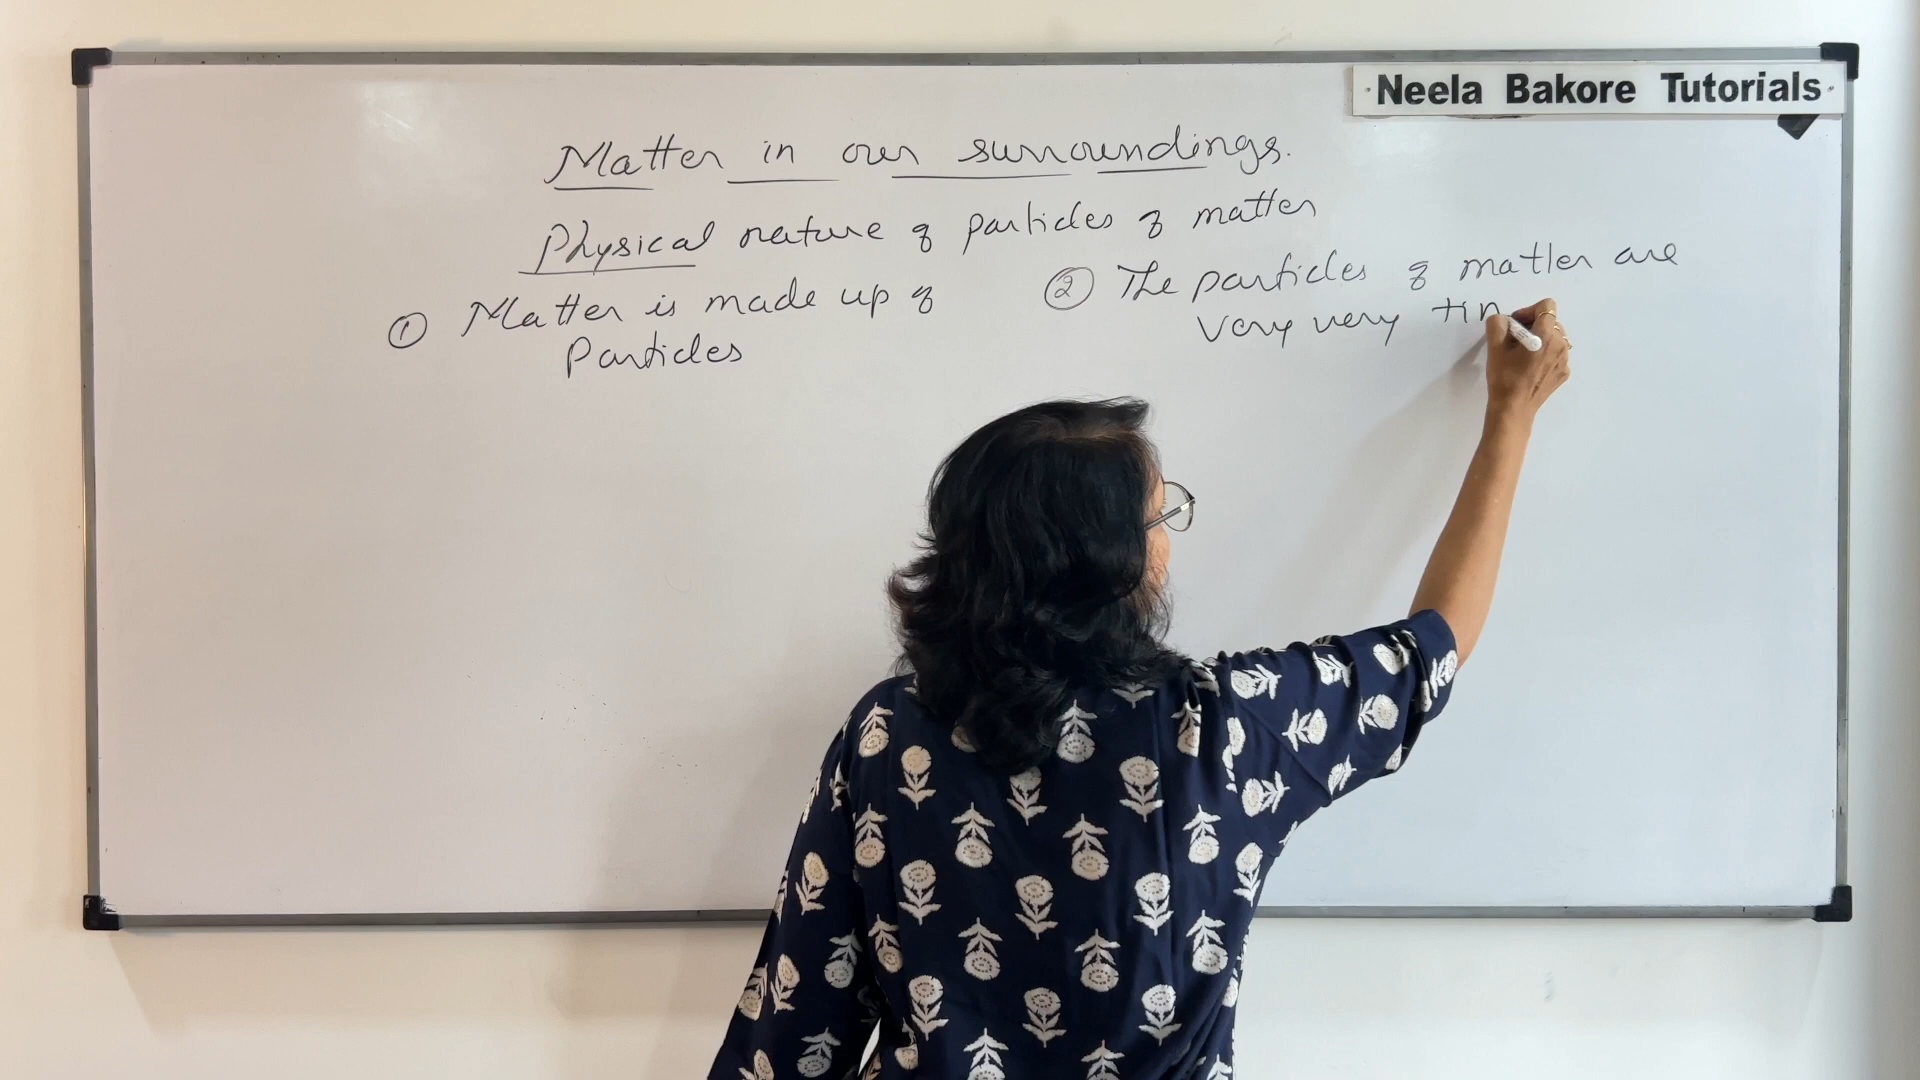 Neela Bakore Tutorials
Matter in our surroundings.
Physical nature of particles of matter
① Matter is made up of
Particles
② The particles of matter are
very very tin